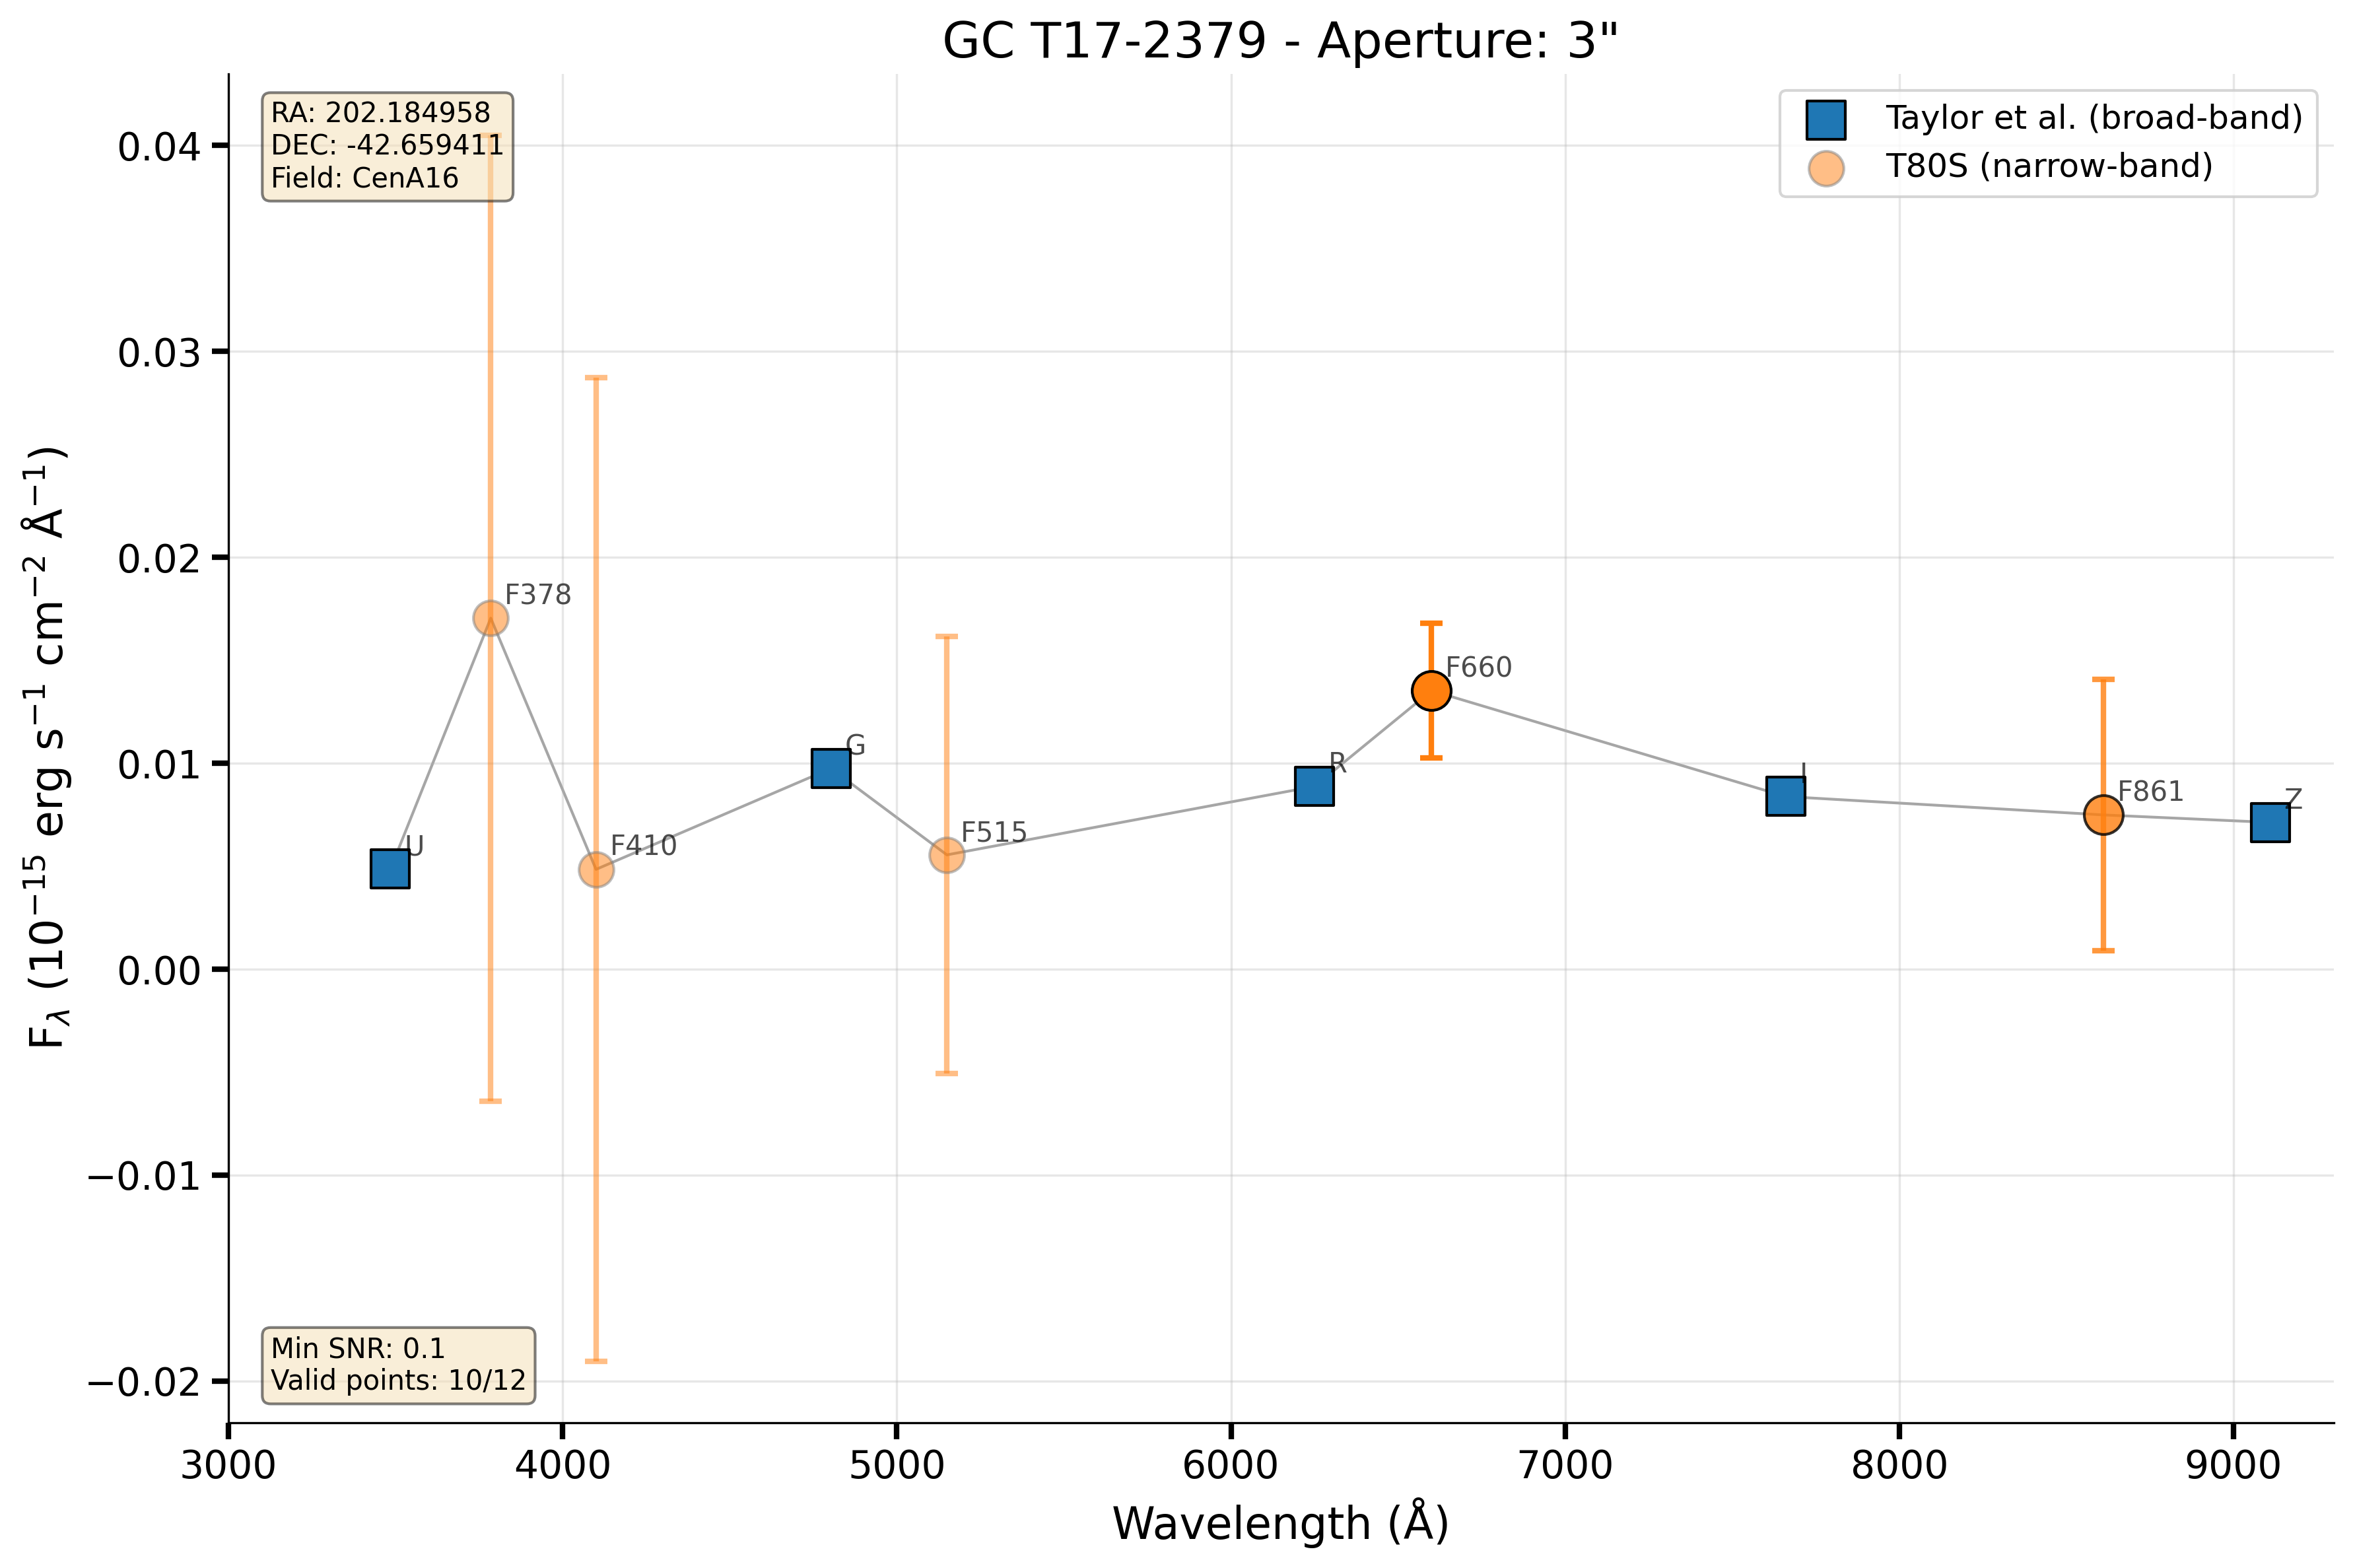 GC T17-2379 - Aperture: 3"
RA: 202.184958
DEC: -42.659411
Field: CenA16
Taylor et al. (broad-band)
T80S (narrow-band)
0.04
0.03
0.02
0.01
0.00
−0.01
−0.02
F_λ (10⁻¹⁵ erg s⁻¹ cm⁻² Å⁻¹)
U
F378
F410
G
F515
R
F660
I
F861
Z
Min SNR: 0.1
Valid points: 10/12
3000 4000 5000 6000 7000 8000 9000
Wavelength (Å)